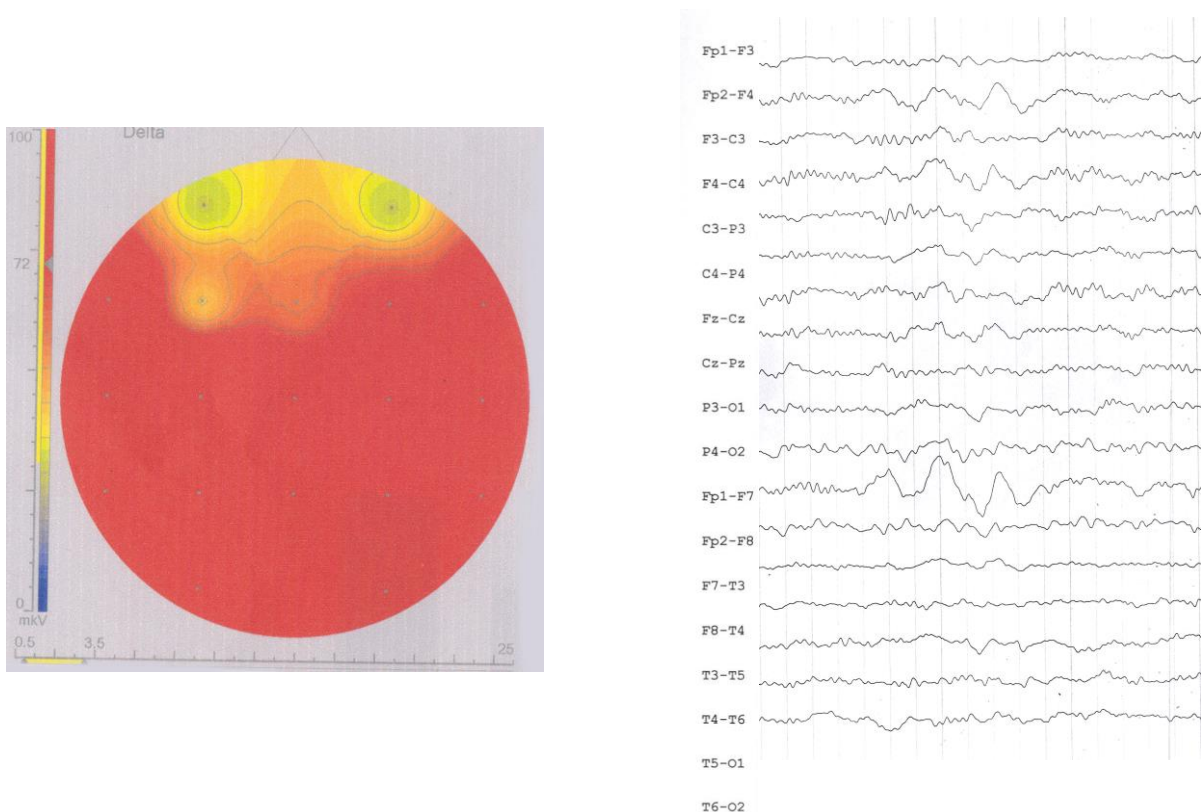 Delta
100
72
0
mkV
0.5
3.5
25
Fp1-F3
Fp2-F4
F3-C3
F4-C4
C3-P3
C4-P4
Fz-Cz
Cz-Pz
P3-O1
P4-O2
Fp1-F7
Fp2-F8
F7-T3
F8-T4
T3-T5
T4-T6
T5-O1
T6-O2